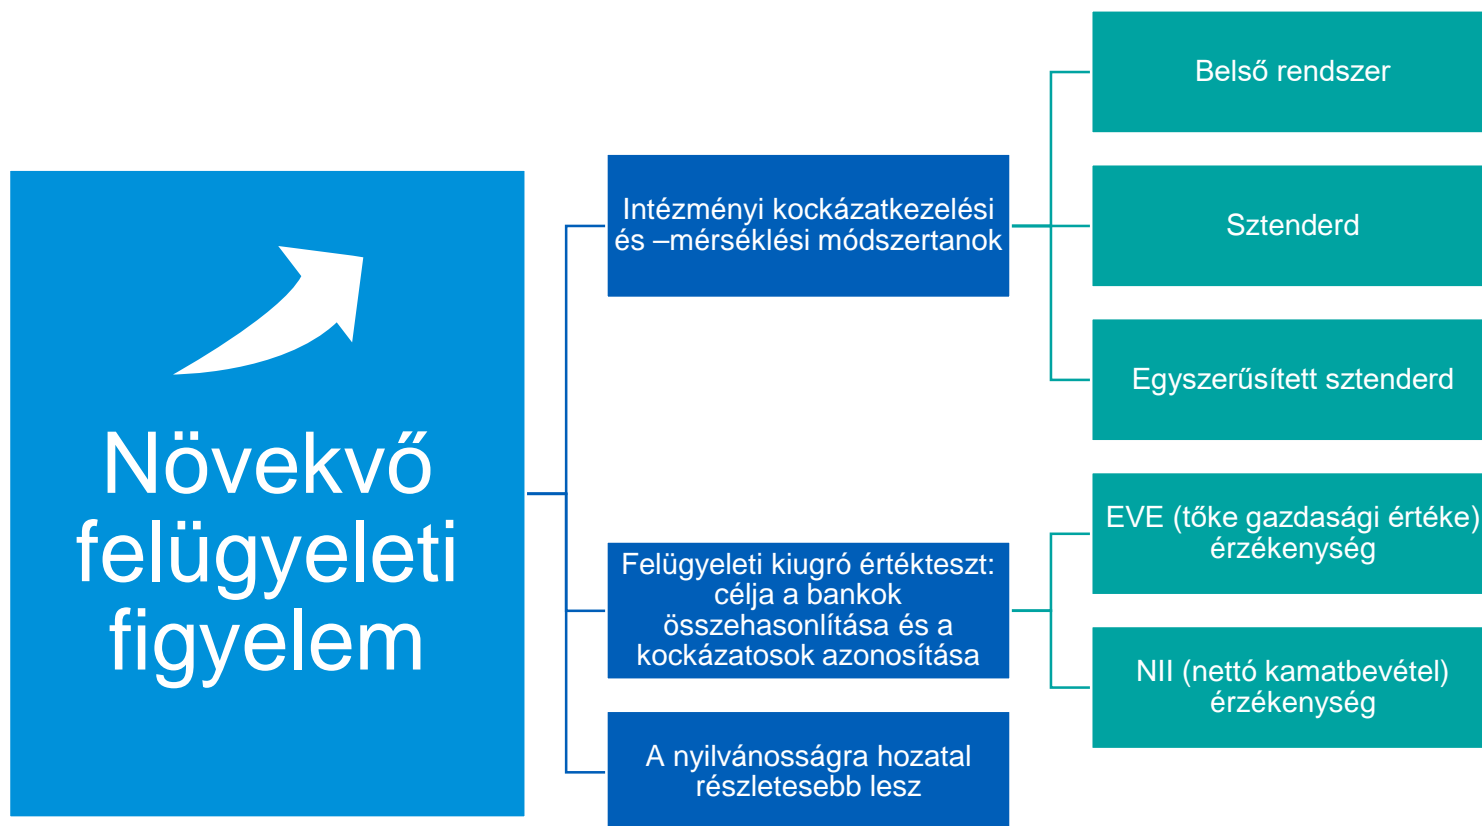 Növekvő
felügyeleti
figyelem
Intézményi kockázatkezelési
és –mérséklési módszertanok
Belső rendszer
Sztenderd
Egyszerűsített sztenderd
Felügyeleti kiugró értékteszt:
célja a bankok
összehasonlítása és a
kockázatosok azonosítása
EVE (tőke gazdasági értéke)
érzékenység
NII (nettó kamatbevétel)
érzékenység
A nyilvánosságra hozatal
részletesebb lesz